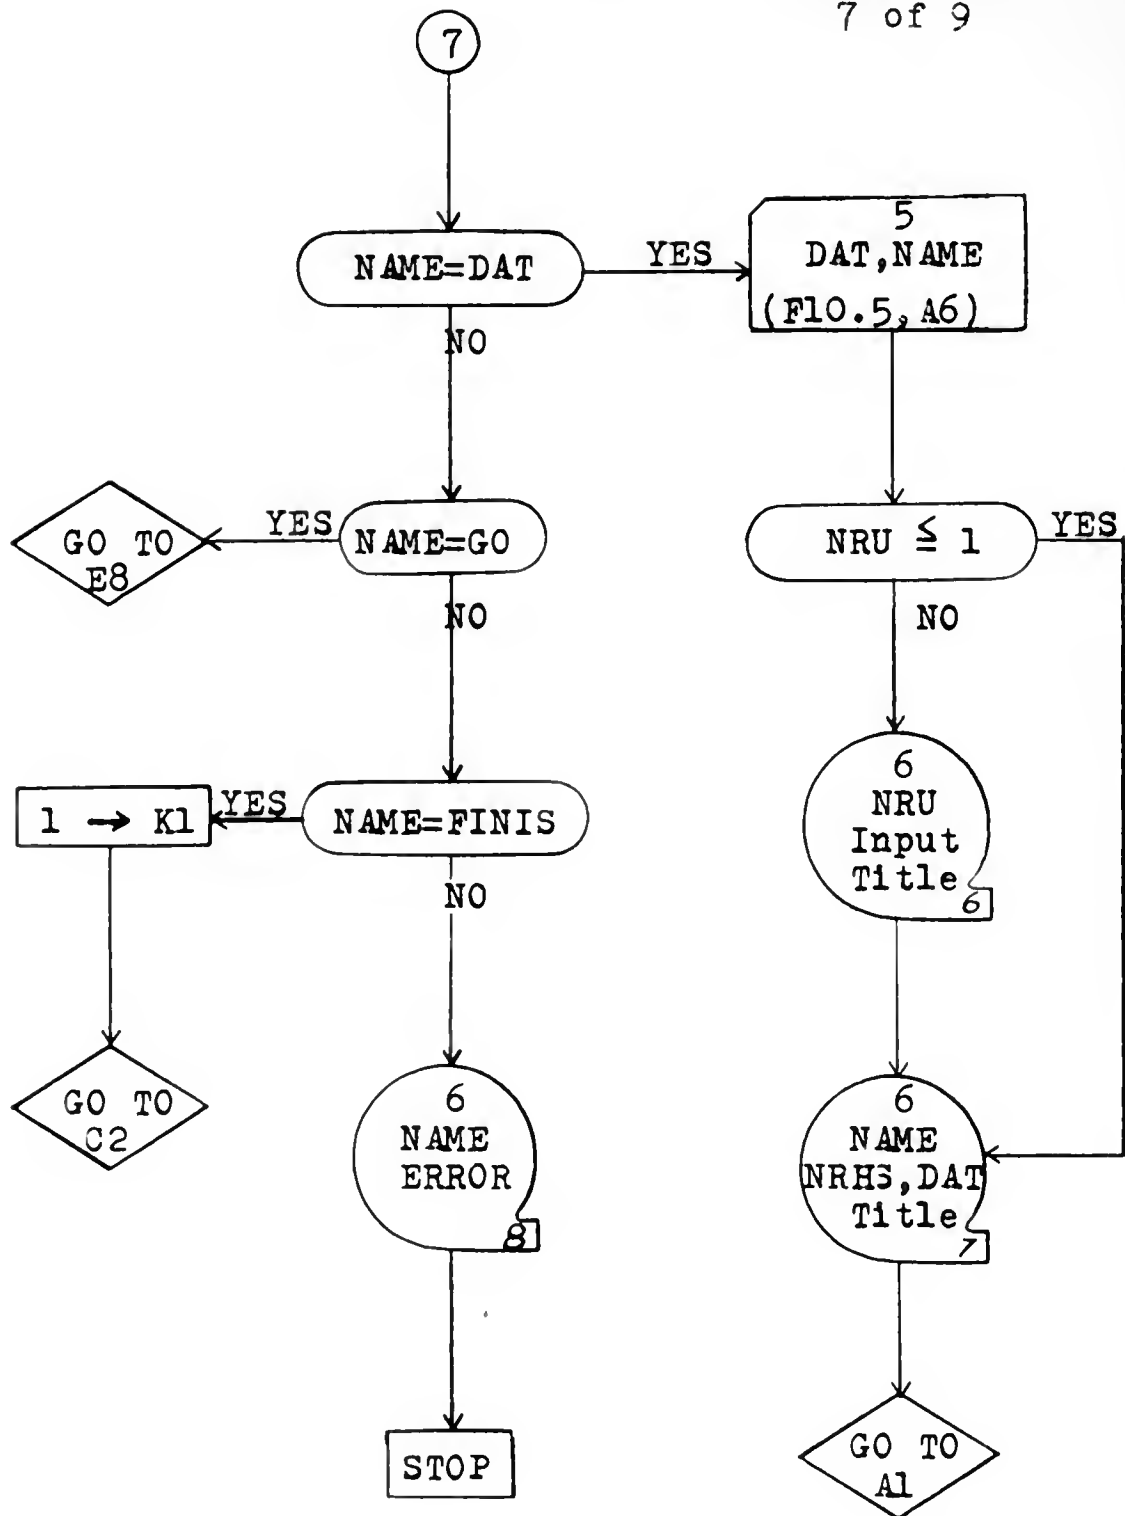 7 of 9
7
NAME=DAT
YES
5
DAT,NAME
(F10.5,A6)
NO
GO TO
E8
YES
NAME=GO
NRU ≤ 1
YES
NO
NO
1 → K1
YES
NAME=FINIS
6
NRU
Input
Title
6
NO
GO TO
C2
6
NAME
ERROR
8
6
NAME
NRHS,DAT
Title
7
STOP
GO TO
A1